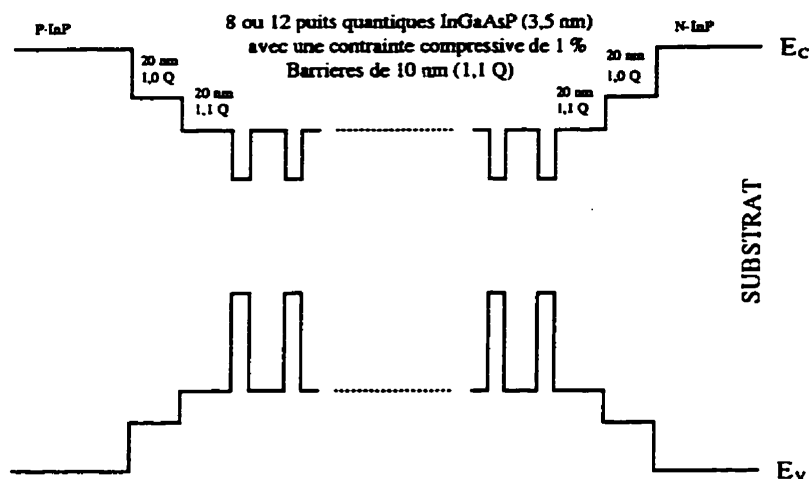 8 ou 12 puits quantiques InGaAsP (3,5 nm)
avec une contrainte compressive de 1 %
Barrieres de 10 nm (1,1 Q)
P-InP
N-InP
Ec
20 nm
1,0 Q
20 nm
1,1 Q
20 nm
1,0 Q
20 nm
1,1 Q
SUBSTRAT
Ev